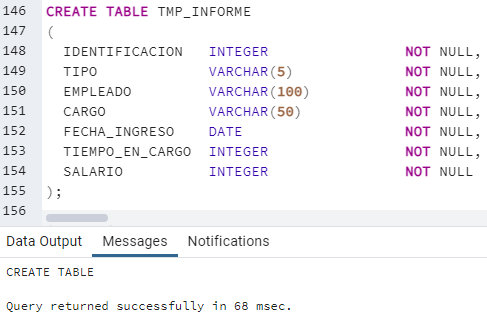 146 CREATE TABLE TMP_INFORME
147 (
148 IDENTIFICACION INTEGER NOT NULL,
149 TIPO VARCHAR(5) NOT NULL,
150 EMPLEADO VARCHAR(100) NOT NULL,
151 CARGO VARCHAR(50) NOT NULL,
152 FECHA_INGRESO DATE NOT NULL,
153 TIEMPO_EN_CARGO INTEGER NOT NULL,
154 SALARIO INTEGER NOT NULL
155 );
156
Data Output Messages Notifications
CREATE TABLE
Query returned successfully in 68 msec.